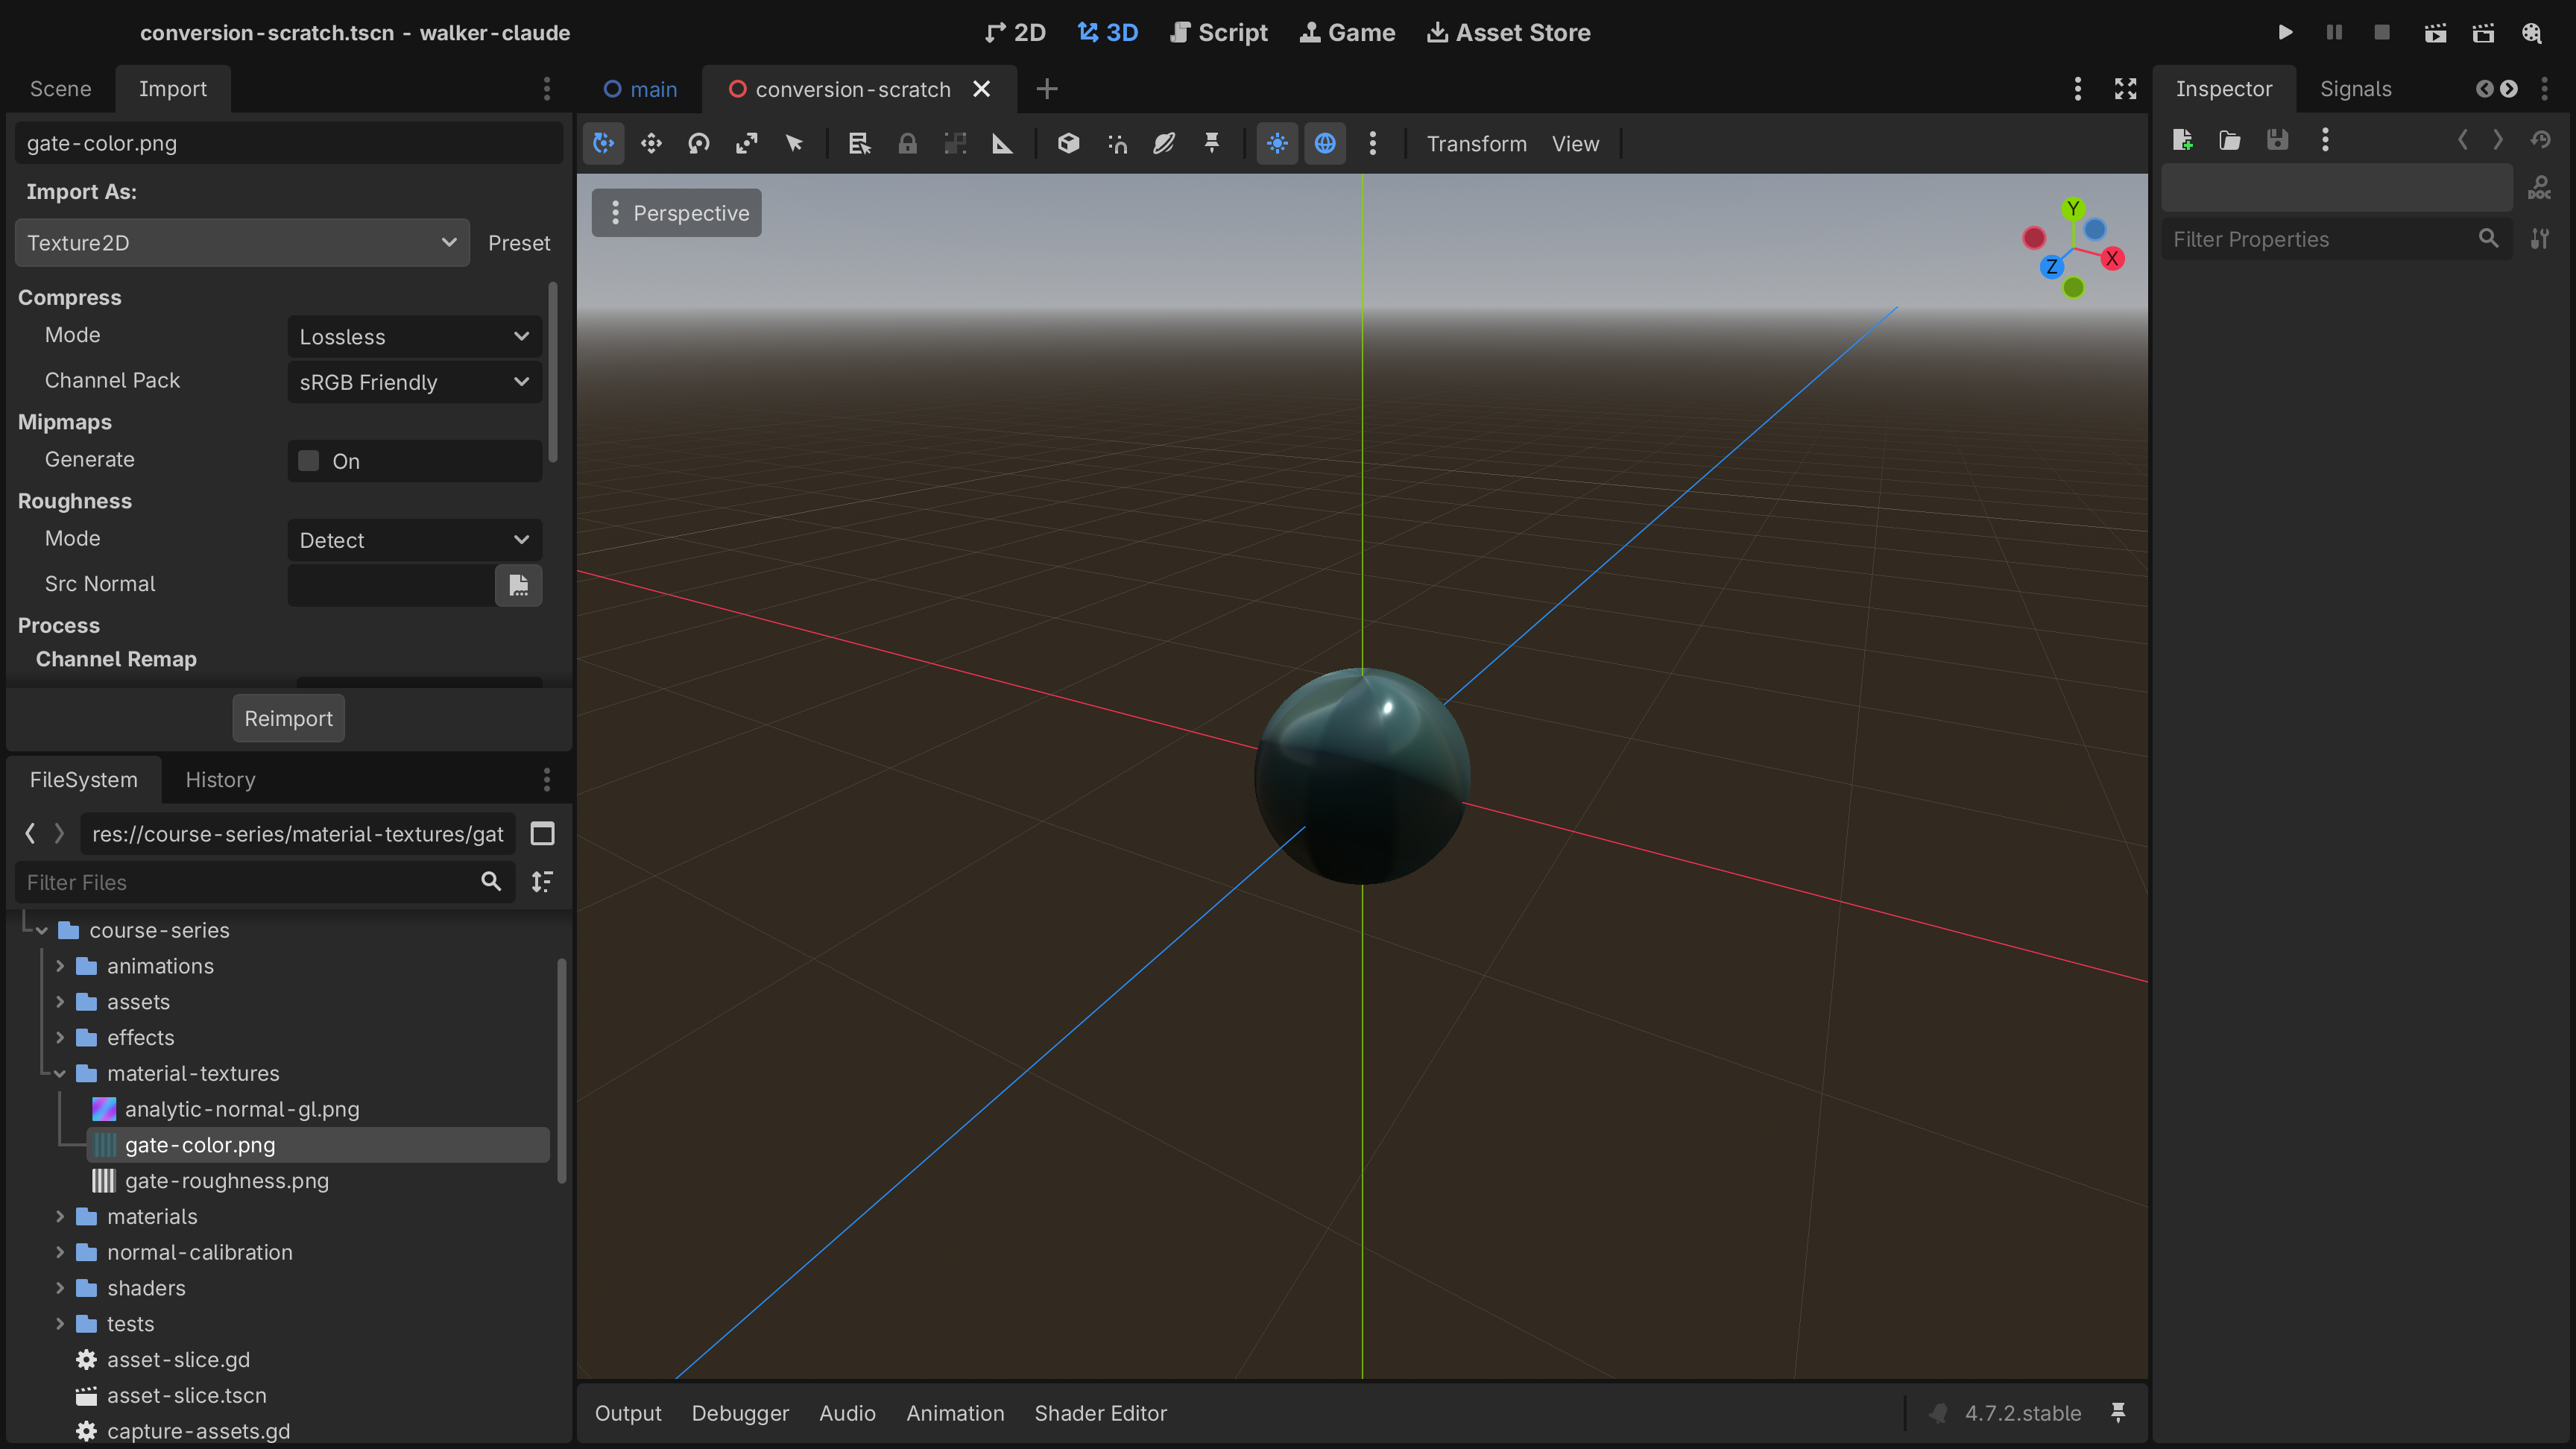 conversion-scratch.tscn - walker-claude
2D
3D
Script
Game
Asset Store
Scene
Import
main
conversion-scratch
Inspector
Signals
gate-color.png
Import As:
Texture2D
Preset
Compress
Mode
Lossless
Channel Pack
sRGB Friendly
Mipmaps
Generate
On
Roughness
Mode
Detect
Src Normal
Process
Channel Remap
Reimport
FileSystem
History
res://course-series/material-textures/gat
Filter Files
course-series
animations
assets
effects
material-textures
analytic-normal-gl.png
gate-color.png
gate-roughness.png
materials
normal-calibration
shaders
tests
asset-slice.gd
asset-slice.tscn
capture-assets.gd
Transform
View
Perspective
Y
X
Z
Output
Debugger
Audio
Animation
Shader Editor
4.7.2.stable
DOC
Filter Properties